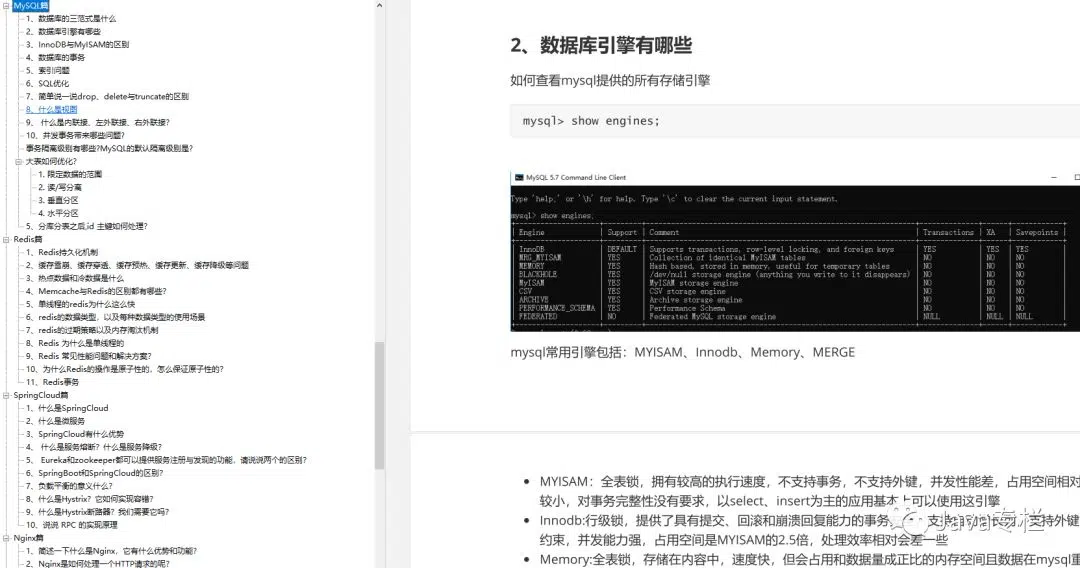 MySQL篇
1、数据库的三范式是什么
2、数据库引擎有哪些
3、InnoDB与MyISAM的区别
4、数据库的事务
5、索引问题
6、SQL优化
7、简单说一说drop、delete与truncate的区别
8、什么是视图
9、 什么是内联接、左外联接、右外联接?
10、并发事务带来哪些问题?
事务隔离级别有哪些?MySQL的默认隔离级别是?
大表如何优化?
1. 限定数据的范围
2. 读/写分离
3. 垂直分区
4. 水平分区
5、分库分表之后,id 主键如何处理?
Redis篇
1、Redis持久化机制
2、缓存雪崩、缓存穿透、缓存预热、缓存更新、缓存降级等问题
3、热点数据和冷数据是什么
4、Memcache与Redis的区别都有哪些?
5、单线程的redis为什么这么快
6、redis的数据类型，以及每种数据类型的使用场景
7、redis的过期策略以及内存淘汰机制
8、Redis 为什么是单线程的
9、Redis 常见性能问题和解决方案?
10、为什么Redis的操作是原子性的，怎么保证原子性的?
11、Redis事务
SpringCloud篇
1、什么是SpringCloud
2、什么是微服务
3、SpringCloud有什么优势
4、 什么是服务熔断？什么是服务降级?
5、 Eureka和zookeeper都可以提供服务注册与发现的功能，请说说两个的区别?
6、SpringBoot和SpringCloud的区别?
7、负载平衡的意义什么?
8、什么是Hystrix？它如何实现容错?
9、什么是Hystrix断路器？我们需要它吗?
10、说说 RPC 的实现原理
Nginx篇
1、简述一下什么是Nginx，它有什么优势和功能?
2、Nginx是如何处理一个HTTP请求的呢?
2、数据库引擎有哪些
如何查看mysql提供的所有存储引擎
mysql> show engines;
MySQL 5.7 Command Line Client
Type 'help;' or '\h' for help. Type '\c' to clear the current input statement.
mysql> show engines;
| Engine | Support | Comment | Transactions | XA | Savepoints |
| InnoDB | DEFAULT | Supports transactions, row-level locking, and foreign keys | YES | YES | YES |
| MRG_MYISAM | YES | Collection of identical MyISAM tables | NO | NO | NO |
| MEMORY | YES | Hash based, stored in memory, useful for temporary tables | NO | NO | NO |
| BLACKHOLE | YES | /dev/null storage engine (anything you write to it disappears) | NO | NO | NO |
| MyISAM | YES | MyISAM storage engine | NO | NO | NO |
| CSV | YES | CSV storage engine | NO | NO | NO |
| ARCHIVE | YES | Archive storage engine | NO | NO | NO |
| PERFORMANCE_SCHEMA | YES | Performance Schema | NO | NO | NO |
| FEDERATED | NO | Federated MySQL storage engine | NULL | NULL | NULL |
mysql常用引擎包括：MYISAM、Innodb、Memory、MERGE
MYISAM：全表锁，拥有较高的执行速度，不支持事务，不支持外键，并发性能差，占用空间相对
较小，对事务完整性没有要求，以select、insert为主的应用基本上可以使用这引擎
Innodb:行级锁，提供了具有提交、回滚和崩溃回复能力的事务 支持 支持外键
约束，并发能力强，占用空间是MYISAM的2.5倍，处理效率相对会差一些
Memory:全表锁，存储在内容中，速度快，但会占用和数据量成正比的内存空间且数据在mysql重
Java专栏